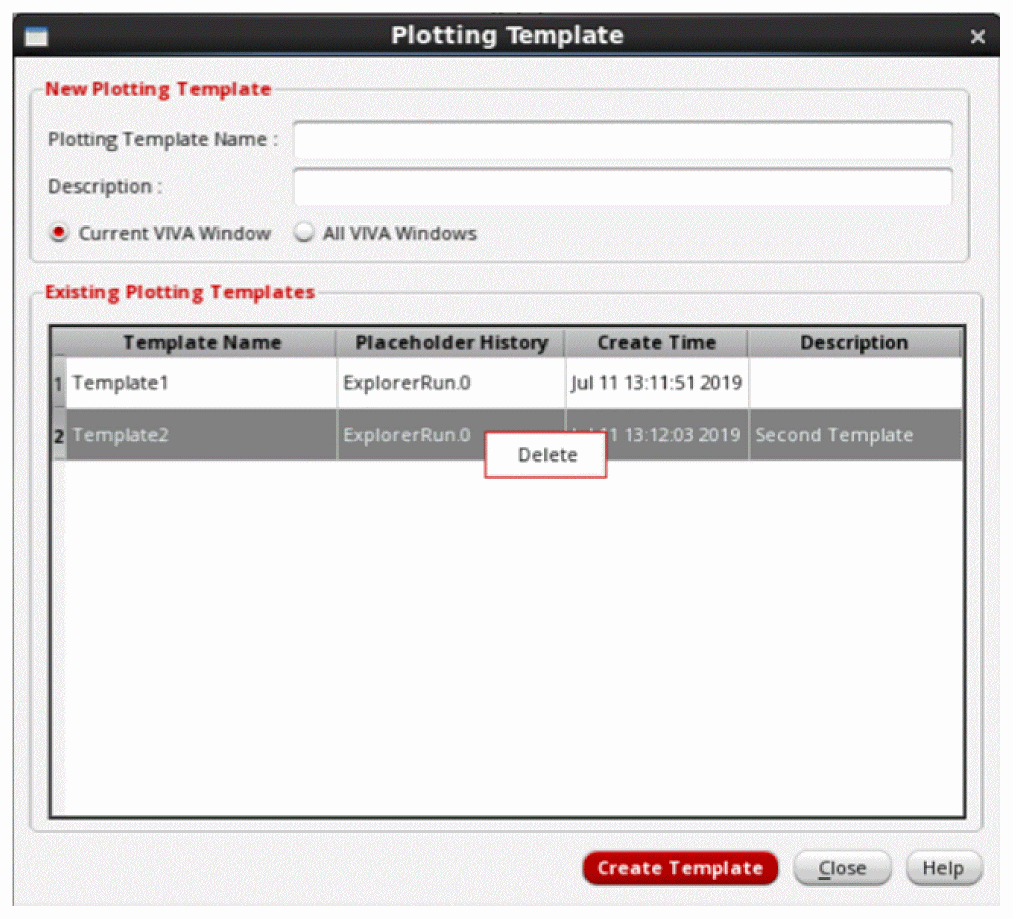 Plotting Template
New Plotting Template
Plotting Template Name :
Description :
Current VIVA Window All VIVA Windows
Existing Plotting Templates
Template Name Placeholder History Create Time Description
1 Template1 ExplorerRun.0 Jul 11 13:11:51 2019
2 Template2 ExplorerRun.0 13:12:03 2019 Second Template
Delete
Create Template Close Help